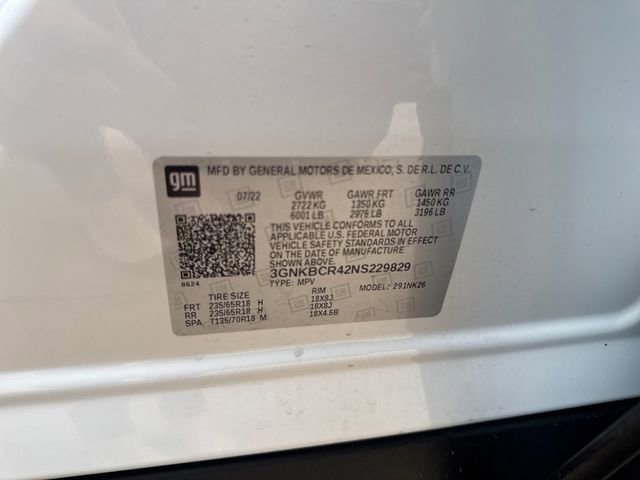 gm
MFD BY GENERAL MOTORS DE MEXICO, S. DE R.L. DE C.V.
07/22 GVWR GAWR FRT GAWR RR
2722 KG 1350 KG 1450 KG
6001 LB 2976 LB 3196 LB
THIS VEHICLE CONFORMS TO ALL
APPLICABLE U.S. FEDERAL MOTOR
VEHICLE SAFETY STANDARDS IN EFFECT
ON THE DATE OF MANUFACTURE
SHOWN ABOVE.
3GNKBCR42NS229829
8624 TYPE: MPV MODEL: 291NK26
TIRE SIZE RIM
FRT 235/65R18 H 18X8J
RR 235/65R18 H 18X8J
SPA T135/70R18 M 18X4.5B